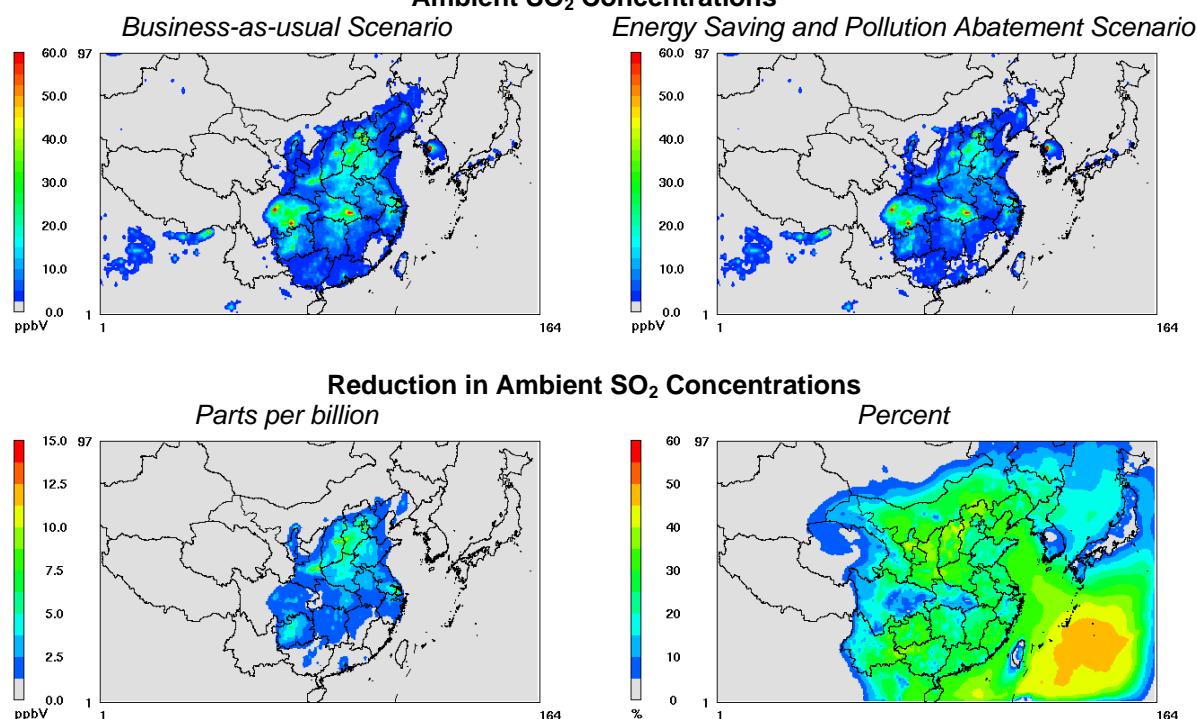 Ambient SO₂ Concentrations
Business-as-usual Scenario Energy Saving and Pollution Abatement Scenario
60.0 97 60.0 97
50.0 50.0
40.0 40.0
30.0 30.0
20.0 20.0
10.0 10.0
0.0 1 0.0 1
ppbV 1 164 ppbV 1 164
Reduction in Ambient SO₂ Concentrations
Parts per billion Percent
15.0 97 60 97
12.5 50
10.0 40
7.5 30
5.0 20
2.5 10
0.0 1 0 1
ppbV 1 164 % 1 164